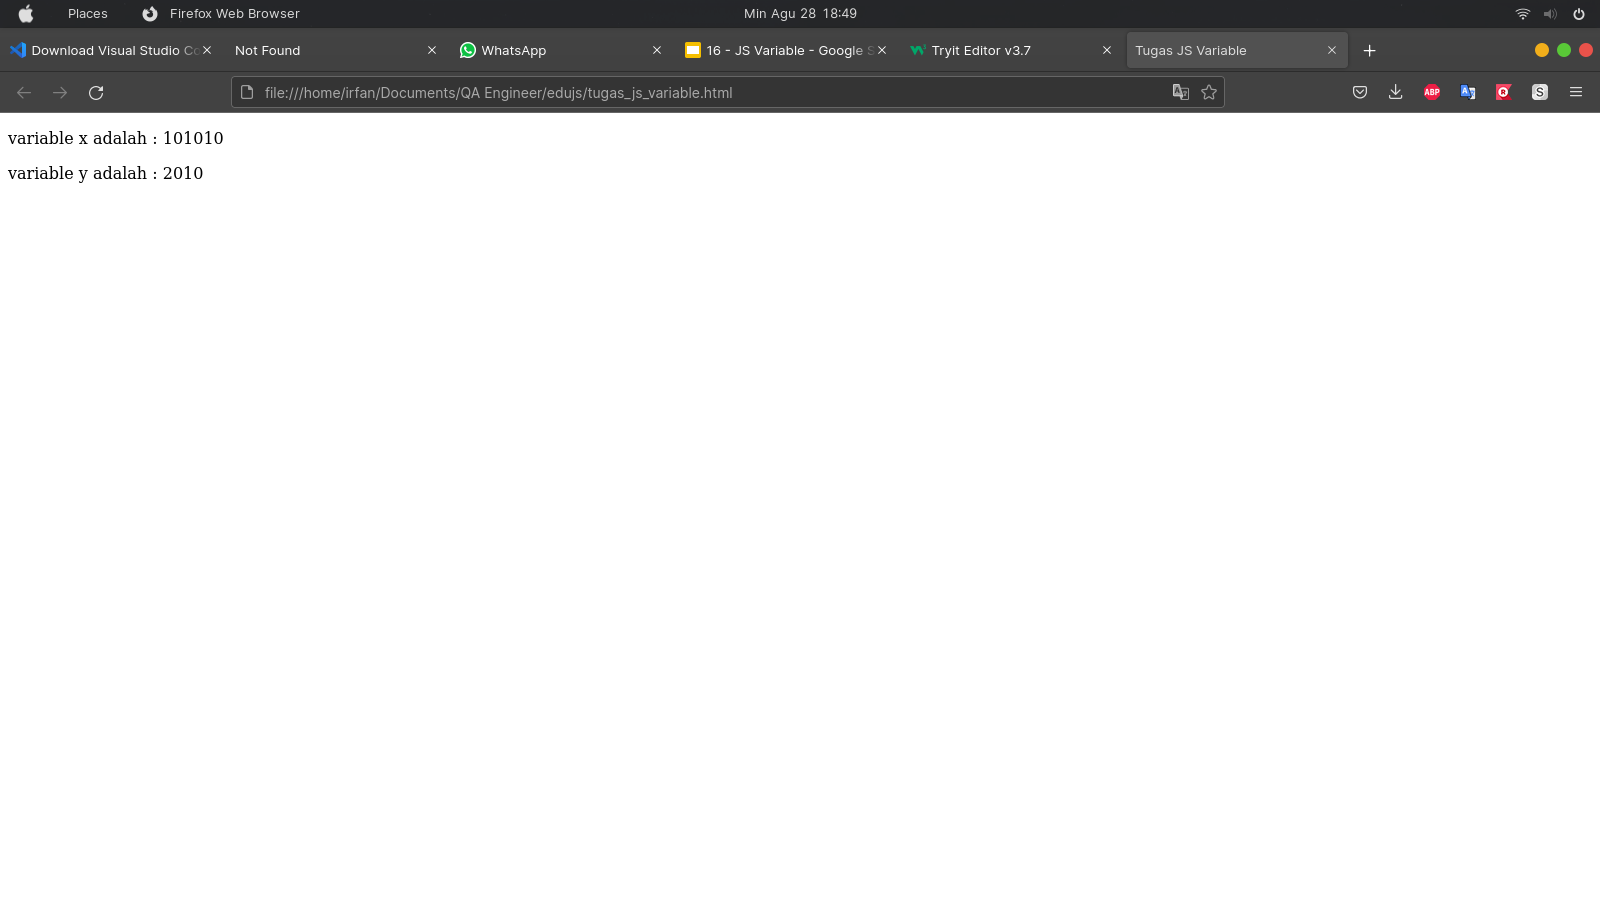 Places Firefox Web Browser Min Agu 28 18:49
Download Visual Studio Co Not Found WhatsApp 16 - JS Variable - Google S Tryit Editor v3.7 Tugas JS Variable
file:///home/irfan/Documents/QA Engineer/edujs/tugas_js_variable.html ABP S
variable x adalah : 101010
variable y adalah : 2010